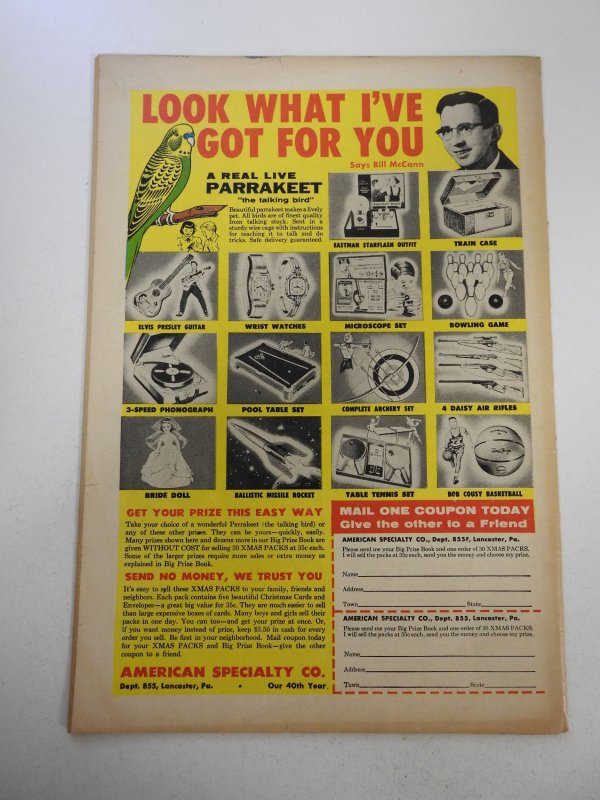 LOOK WHAT I'VE
GOT FOR YOU
Says Bill McCann
A REAL LIVE
PARRAKEET
"the talking bird"
Beautiful parrakeet makes a lively
pet. All birds are of finest quality
from talking stock. Sent in a
sturdy wire cage with instructions
for teaching it to talk and do
tricks. Safe delivery guaranteed.
EASTMAN STARFLASH OUTFIT
TRAIN CASE
ELVIS PRESLEY GUITAR
WRIST WATCHES
MICROSCOPE SET
BOWLING GAME
3-SPEED PHONOGRAPH
POOL TABLE SET
COMPLETE ARCHERY SET
4 DAISY AIR RIFLES
BRIDE DOLL
BALLISTIC MISSILE ROCKET
TABLE TENNIS SET
BOB COUSY BASKETBALL
GET YOUR PRIZE THIS EASY WAY
Take your choice of a wonderful Parrakeet (the talking bird) or
any of these other prizes. They can be yours—quickly, easily.
Many prizes shown here and dozens more in our Big Prize Book are
given WITHOUT COST for selling 30 XMAS PACKS at 35c each.
Some of the larger prizes require more sales or extra money as
explained in Big Prize Book.
SEND NO MONEY, WE TRUST YOU
It's easy to sell these XMAS PACKS to your family, friends and
neighbors. Each pack contains five beautiful Christmas Cards and
Envelopes—a great big value for 35c. They are much easier to sell
than large expensive boxes of cards. Many boys and girls sell their
packs in one day. You can too—and get your prize at once. Or,
if you want money instead of prize, keep $3.50 in cash for every
order you sell. Be first in your neighborhood. Mail coupon today
for your XMAS PACKS and Big Prize Book—give the other
coupon to a friend.
AMERICAN SPECIALTY CO.
Dept. 855, Lancaster, Pa. • Our 40th Year
MAIL ONE COUPON TODAY
Give the other to a Friend
AMERICAN SPECIALTY CO., Dept. 855F, Lancaster, Pa.
Please send me your Big Prize Book and one order of 30 XMAS PACKS.
I will sell the packs at 35c each, send you the money and choose my prize.
Name
Address
Town State
AMERICAN SPECIALTY CO., Dept. 855, Lancaster, Pa.
Please send me your Big Prize Book and one order of 30 XMAS PACKS.
I will sell the packs at 35c each, send you the money and choose my prize.
Name
Address
Town State